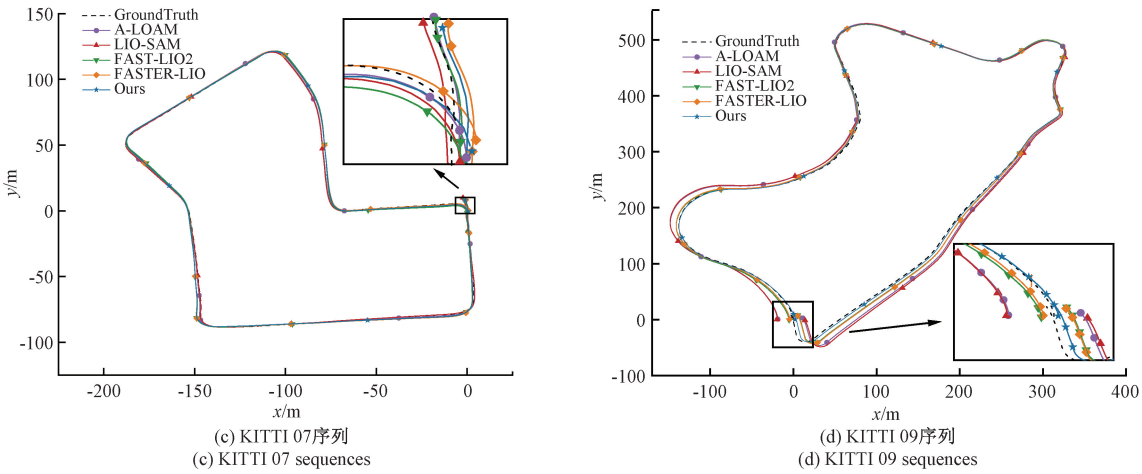 150
100
50
0
-50
-100
y/m
GroundTruth
A-LOAM
LIO-SAM
FAST-LIO2
FASTER-LIO
Ours
-200
-150
-100
-50
0
x/m
(c) KITTI 07序列
(c) KITTI 07 sequences
500
400
300
200
100
0
-100
y/m
GroundTruth
A-LOAM
LIO-SAM
FAST-LIO2
FASTER-LIO
Ours
-100
0
100
200
300
400
x/m
(d) KITTI 09序列
(d) KITTI 09 sequences